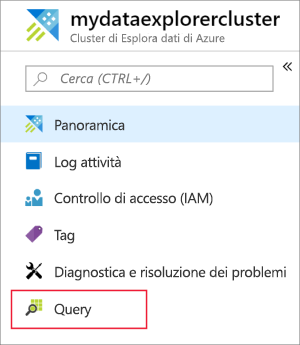 mydataexplorercluster
Cluster di Esplora dati di Azure
Cerca (CTRL+/)
Panoramica
Log attività
Controllo di accesso (IAM)
Tag
Diagnostica e risoluzione dei problemi
Query